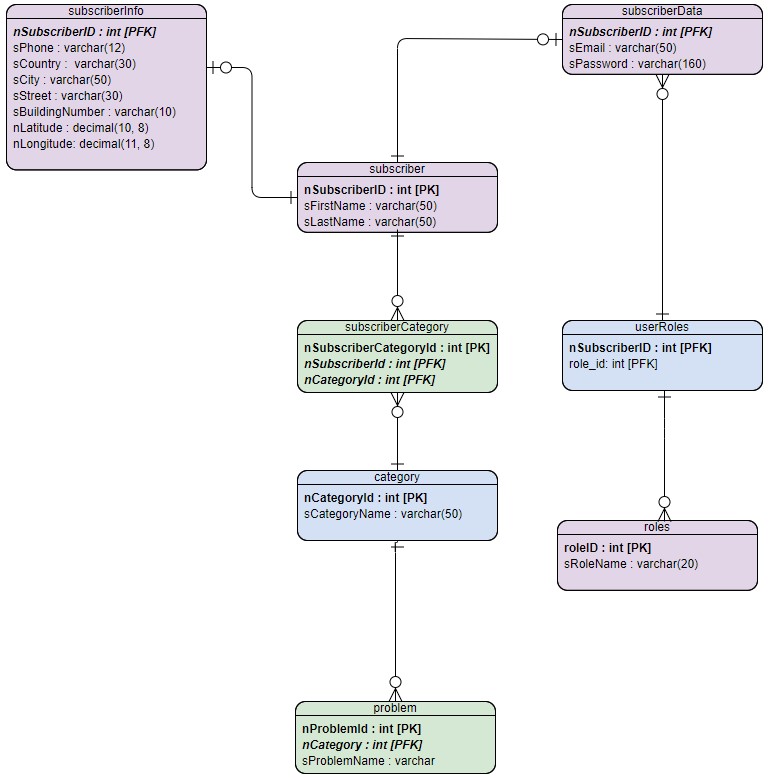 subscriberInfo
nSubscriberID : int [PFK]
sPhone : varchar(12)
sCountry : varchar(30)
sCity : varchar(50)
sStreet : varchar(30)
sBuildingNumber : varchar(10)
nLatitude : decimal(10, 8)
nLongitude: decimal(11, 8)
subscriberData
nSubscriberID : int [PFK]
sEmail : varchar(50)
sPassword : varchar(160)
subscriber
nSubscriberID : int [PK]
sFirstName : varchar(50)
sLastName : varchar(50)
subscriberCategory
nSubscriberCategoryId : int [PK]
nSubscriberId : int [PFK]
nCategoryId : int [PFK]
userRoles
nSubscriberID : int [PFK]
role_id: int [PFK]
category
nCategoryId : int [PK]
sCategoryName : varchar(50)
roles
roleID : int [PK]
sRoleName : varchar(20)
problem
nProblemId : int [PK]
nCategory : int [PFK]
sProblemName : varchar